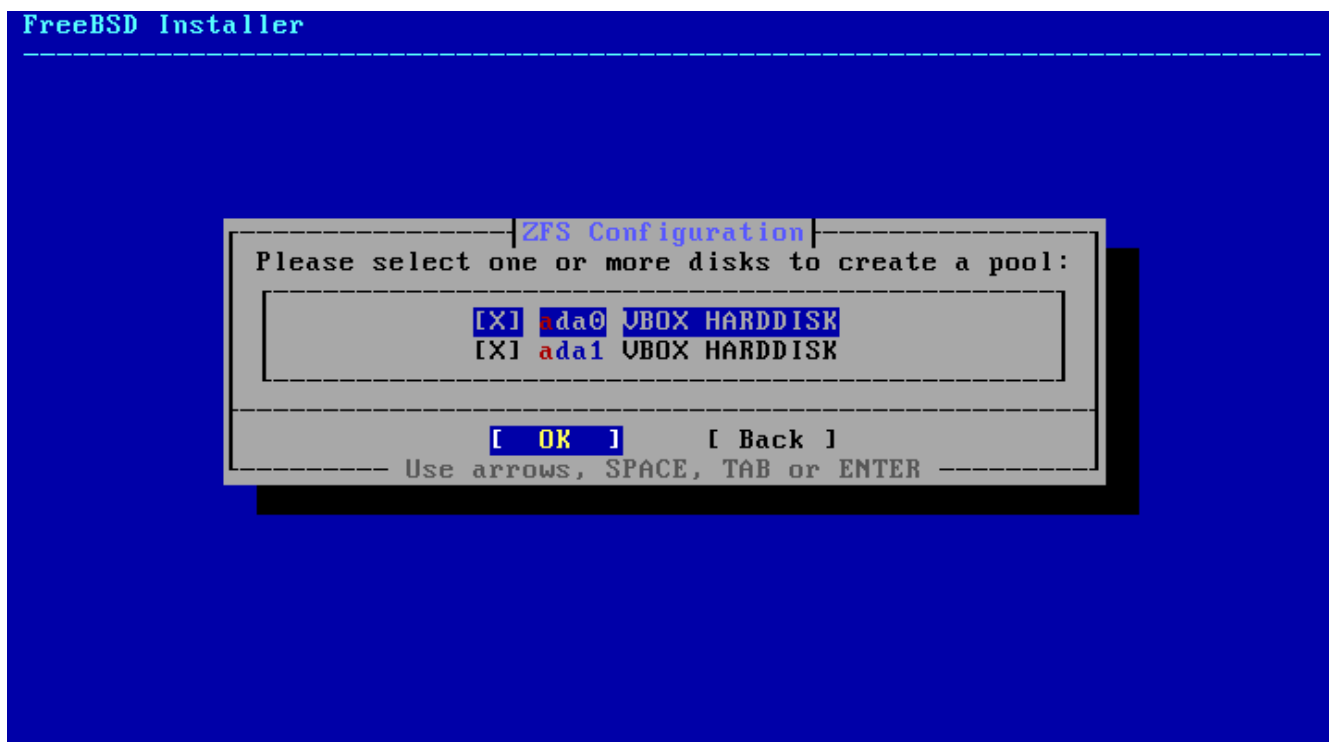 FreeBSD Installer
ZFS Configuration
Please select one or more disks to create a pool:
[X] ada0 VBOX HARDDISK
[X] ada1 VBOX HARDDISK
[ OK ] [ Back ]
Use arrows, SPACE, TAB or ENTER